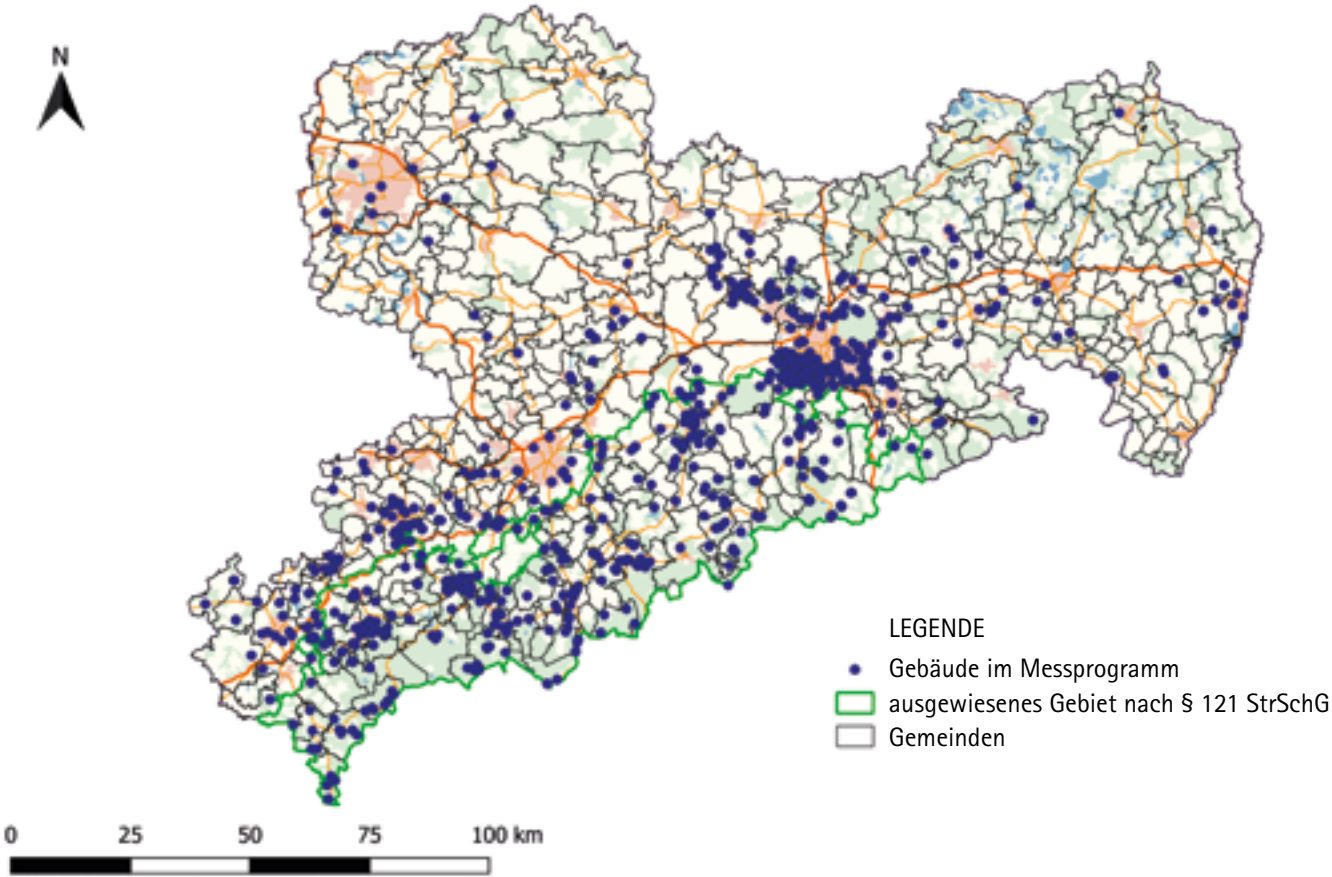 N
LEGENDE
Gebäude im Messprogramm
ausgewiesenes Gebiet nach § 121 StrSchG
Gemeinden
0 25 50 75 100 km